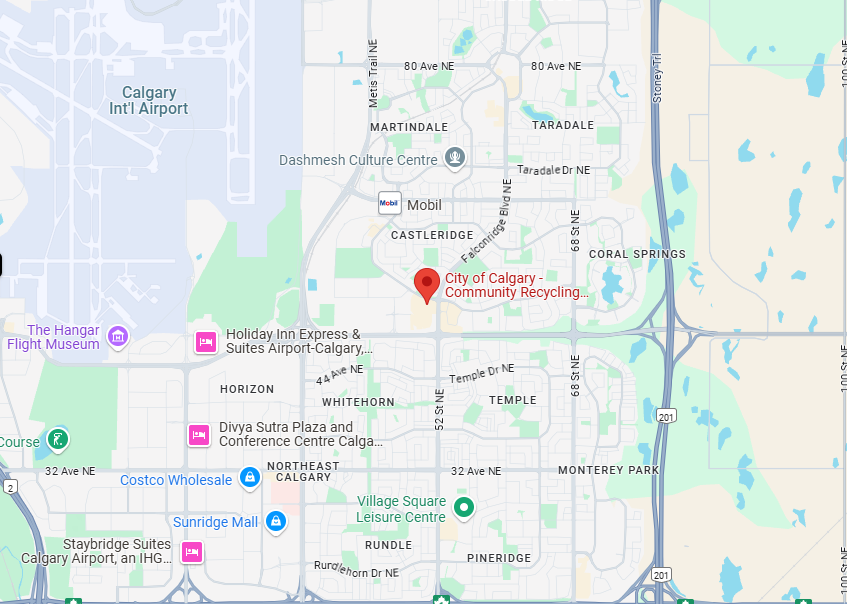 80 Ave NE
80 Ave NE
100 St NE
Metis Trail NE
Stoney Trl
Calgary
Int'l Airport
MARTINDALE
TARADALE
Dashmesh Culture Centre
Taradale Dr NE
Mobil
Mobil
Falconridge Blvd NE
68 St NE
CASTLERIDGE
CORAL SPRINGS
City of Calgary -
Community Recycling...
The Hangar
Flight Museum
Holiday Inn Express &
Suites Airport-Calgary,...
44 Ave NE
Temple Dr NE
68 St NE
100 St NE
HORIZON
WHITEHORN
52 St NE
TEMPLE
201
Divya Sutra Plaza and
Conference Centre Calga...
Course
32 Ave NE
NORTHEAST
CALGARY
32 Ave NE
MONTEREY PARK
Costco Wholesale
2
Village Square
Leisure Centre
Sunridge Mall
Staybridge Suites
Calgary Airport, an IHG...
RUNDLE
PINERIDGE
Rundlehorn Dr NE
201
100 St NE